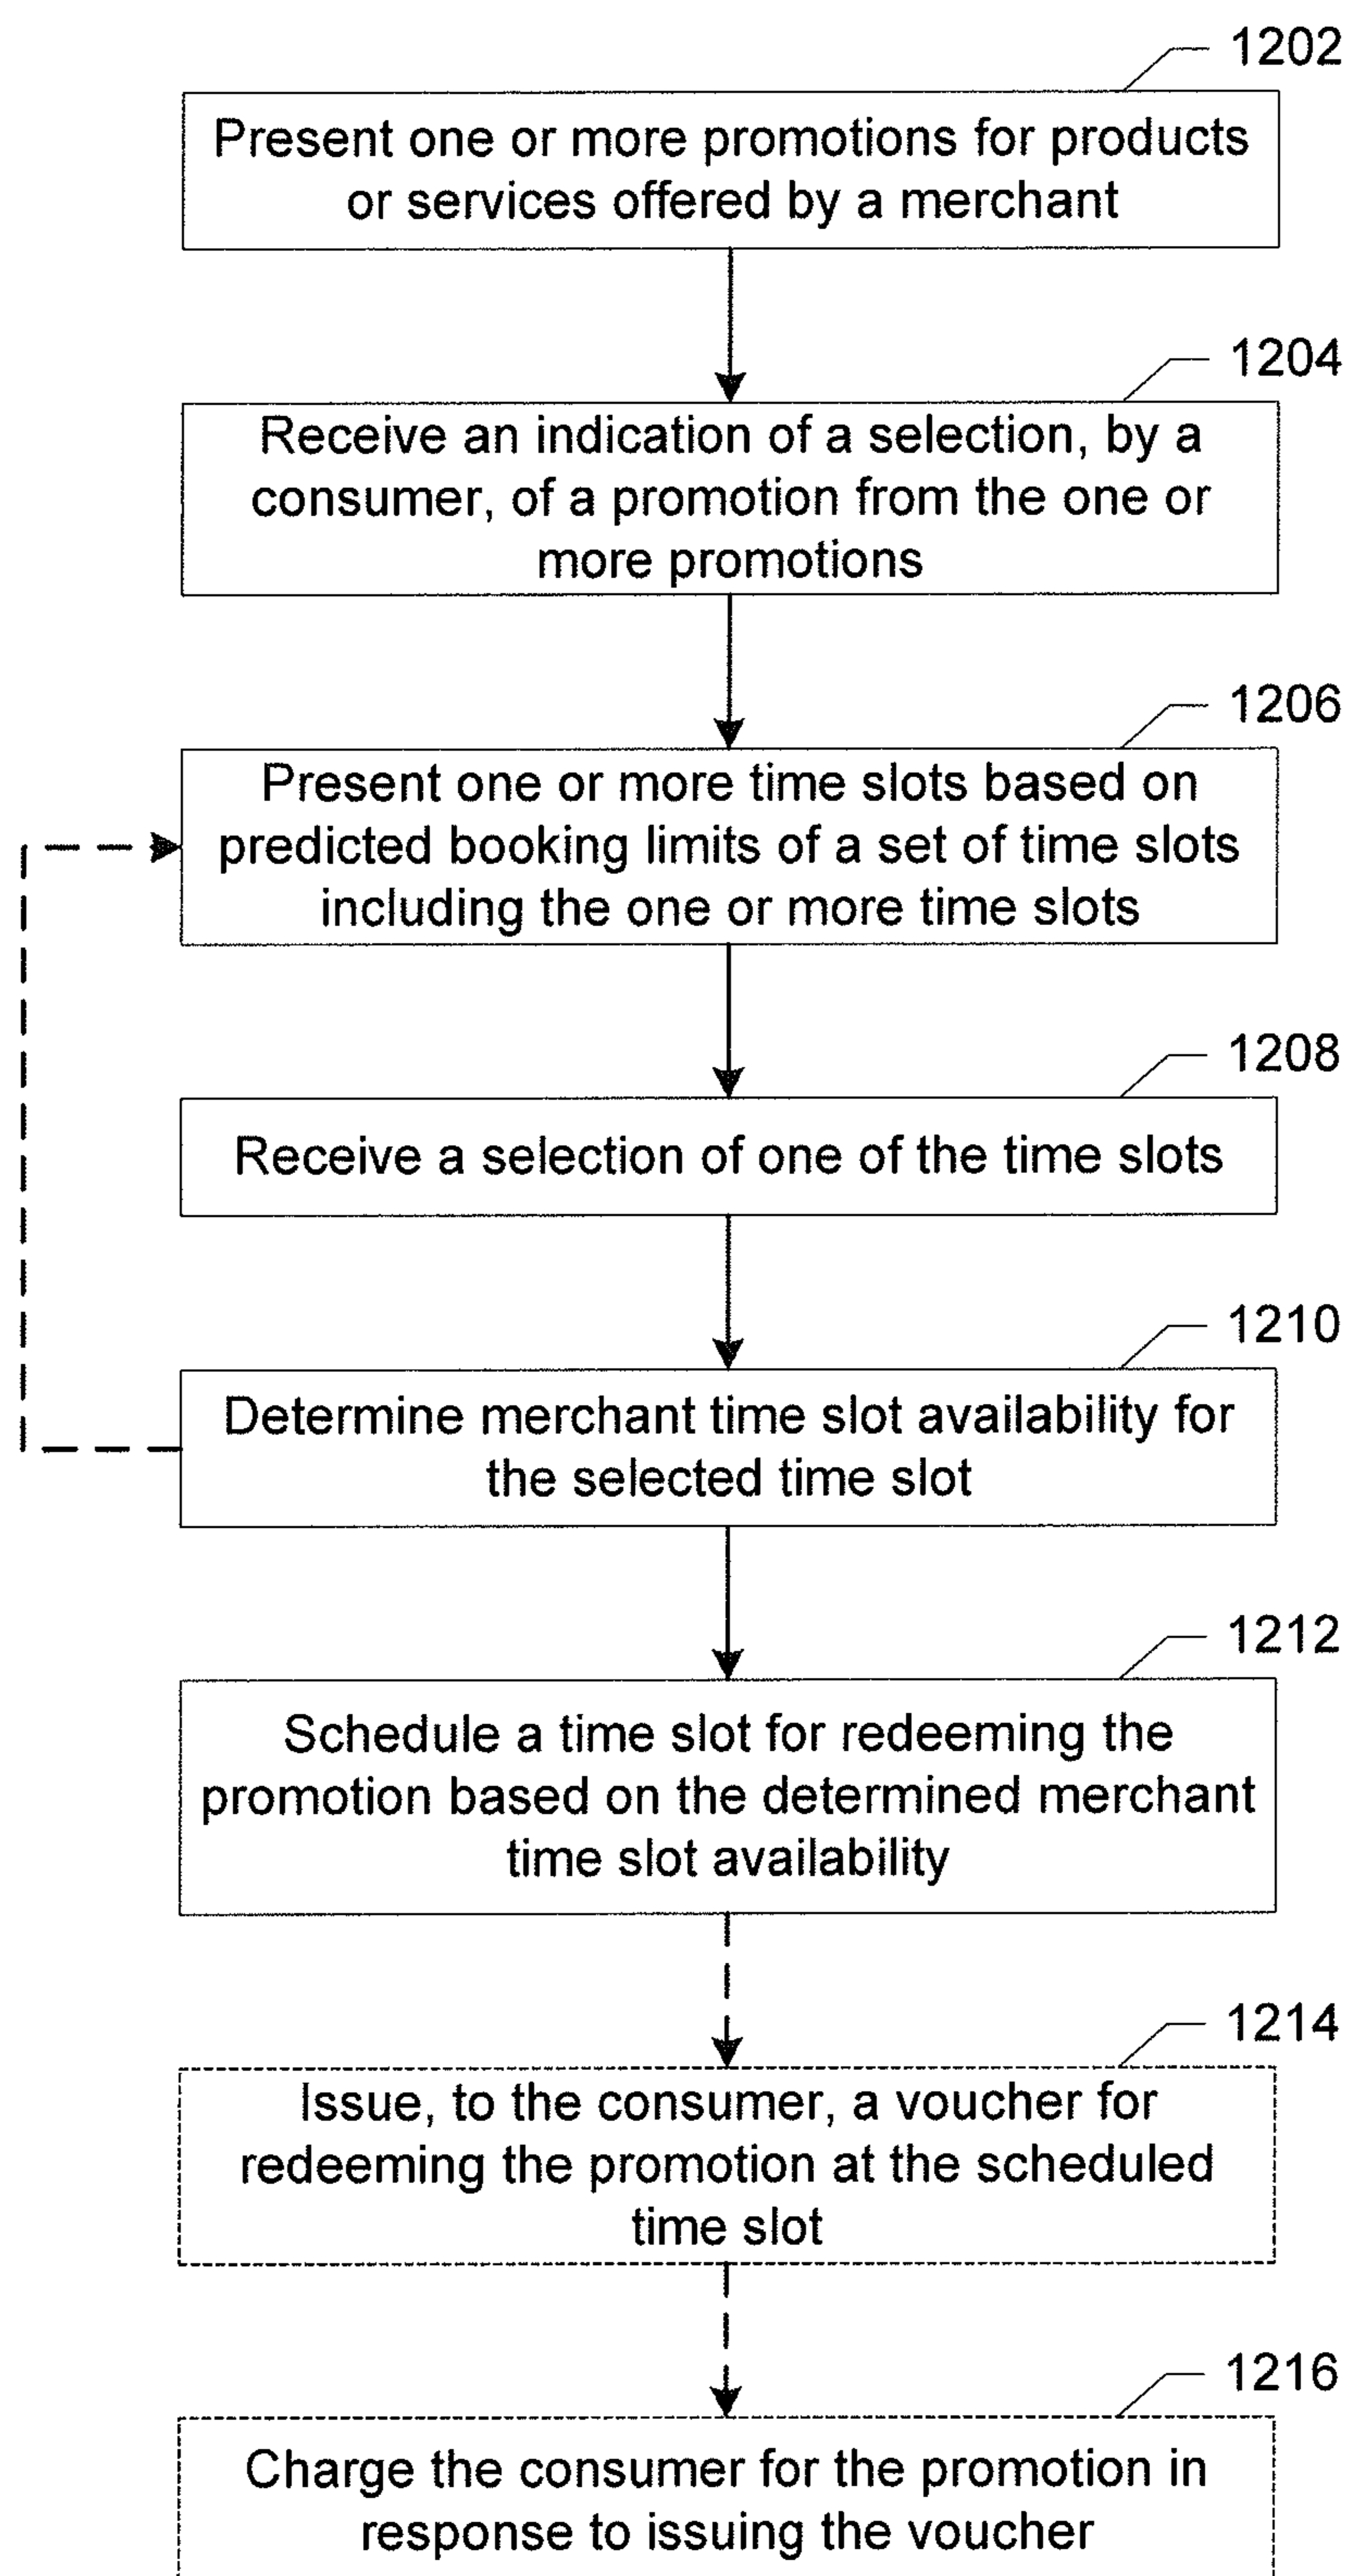 1202
Present one or more promotions for products
or services offered by a merchant
1204
Receive an indication of a selection, by a
consumer, of a promotion from the one or
more promotions
1206
Present one or more time slots based on
predicted booking limits of a set of time slots
including the one or more time slots
1208
Receive a selection of one of the time slots
1210
Determine merchant time slot availability for
the selected time slot
1212
Schedule a time slot for redeeming the
promotion based on the determined merchant
time slot availability
1214
Issue, to the consumer, a voucher for
redeeming the promotion at the scheduled
time slot
1216
Charge the consumer for the promotion in
response to issuing the voucher